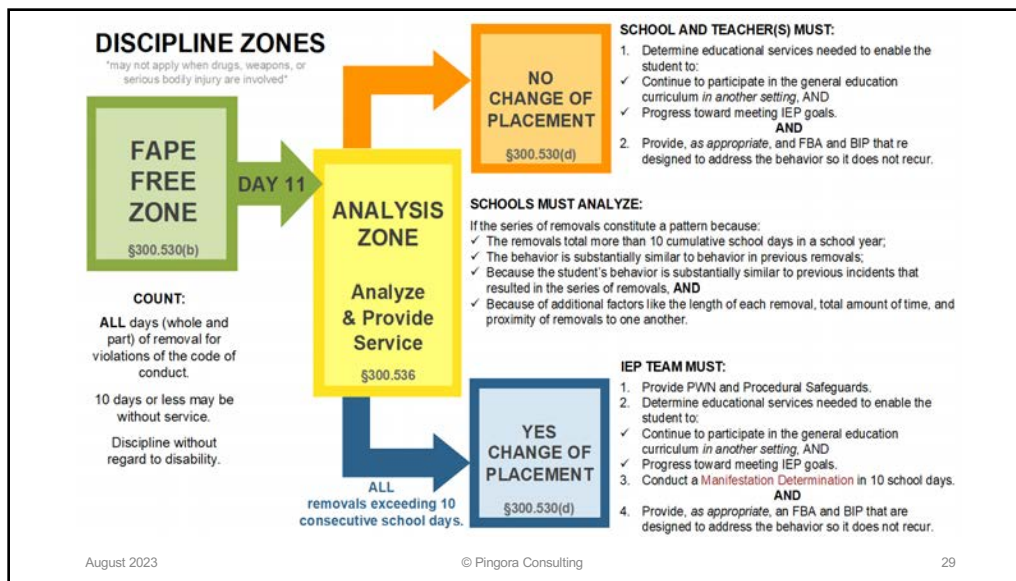 DISCIPLINE ZONES
*may not apply when drugs, weapons, or
serious bodily injury are involved*
FAPE
FREE
ZONE
§300.530(b)
DAY 11
COUNT:
ALL days (whole and
part) of removal for
violations of the code of
conduct.
10 days or less may be
without service.
Discipline without
regard to disability.
ANALYSIS
ZONE
Analyze
& Provide
Service
§300.536
NO
CHANGE OF
PLACEMENT
§300.530(d)
SCHOOL AND TEACHER(S) MUST:
1. Determine educational services needed to enable the
student to:
✓ Continue to participate in the general education
curriculum in another setting, AND
✓ Progress toward meeting IEP goals.
AND
2. Provide, as appropriate, and FBA and BIP that re
designed to address the behavior so it does not recur.
SCHOOLS MUST ANALYZE:
If the series of removals constitute a pattern because:
✓ The removals total more than 10 cumulative school days in a school year;
✓ The behavior is substantially similar to behavior in previous removals;
✓ Because the student's behavior is substantially similar to previous incidents that
resulted in the series of removals, AND
✓ Because of additional factors like the length of each removal, total amount of time, and
proximity of removals to one another.
ALL
removals exceeding 10
consecutive school days.
YES
CHANGE OF
PLACEMENT
§300.530(d)
IEP TEAM MUST:
1. Provide PWN and Procedural Safeguards.
2. Determine educational services needed to enable the
student to:
✓ Continue to participate in the general education
curriculum in another setting, AND
✓ Progress toward meeting IEP goals.
3. Conduct a Manifestation Determination in 10 school days.
AND
4. Provide, as appropriate, an FBA and BIP that are
designed to address the behavior so it does not recur.
August 2023
© Pingora Consulting
29